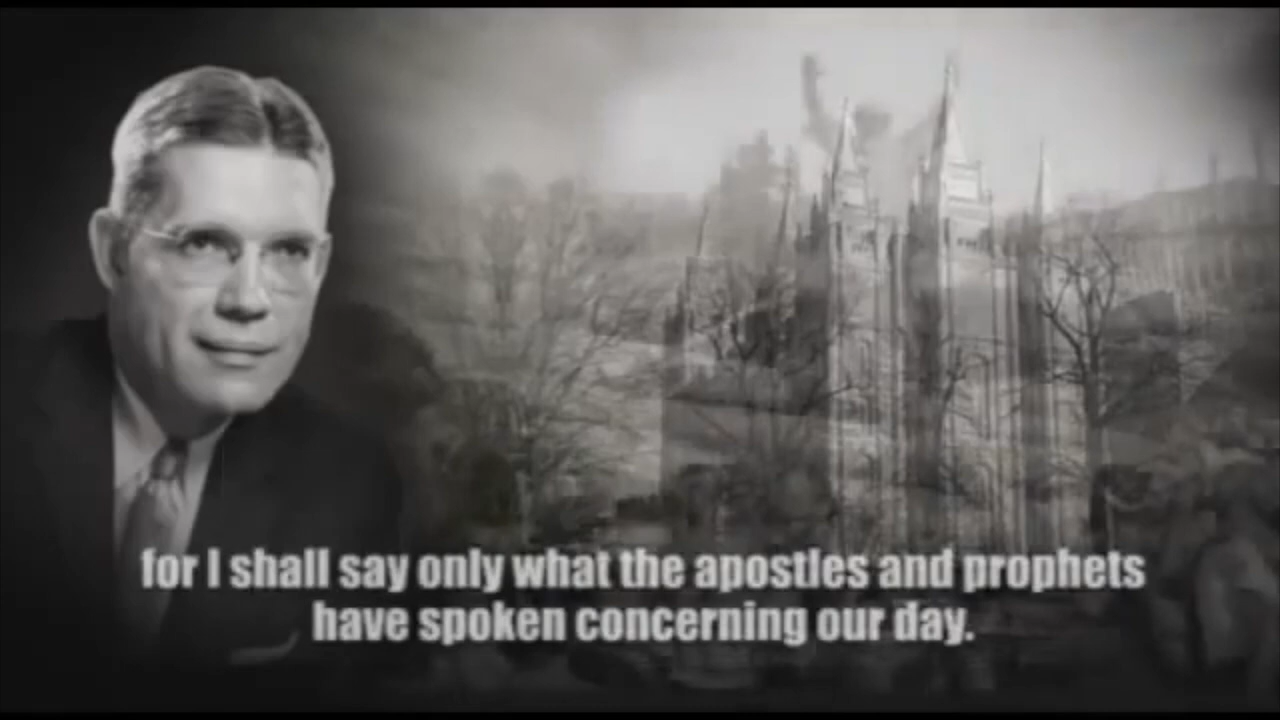 for I shall say only what the apostles and prophets
have spoken concerning our day.